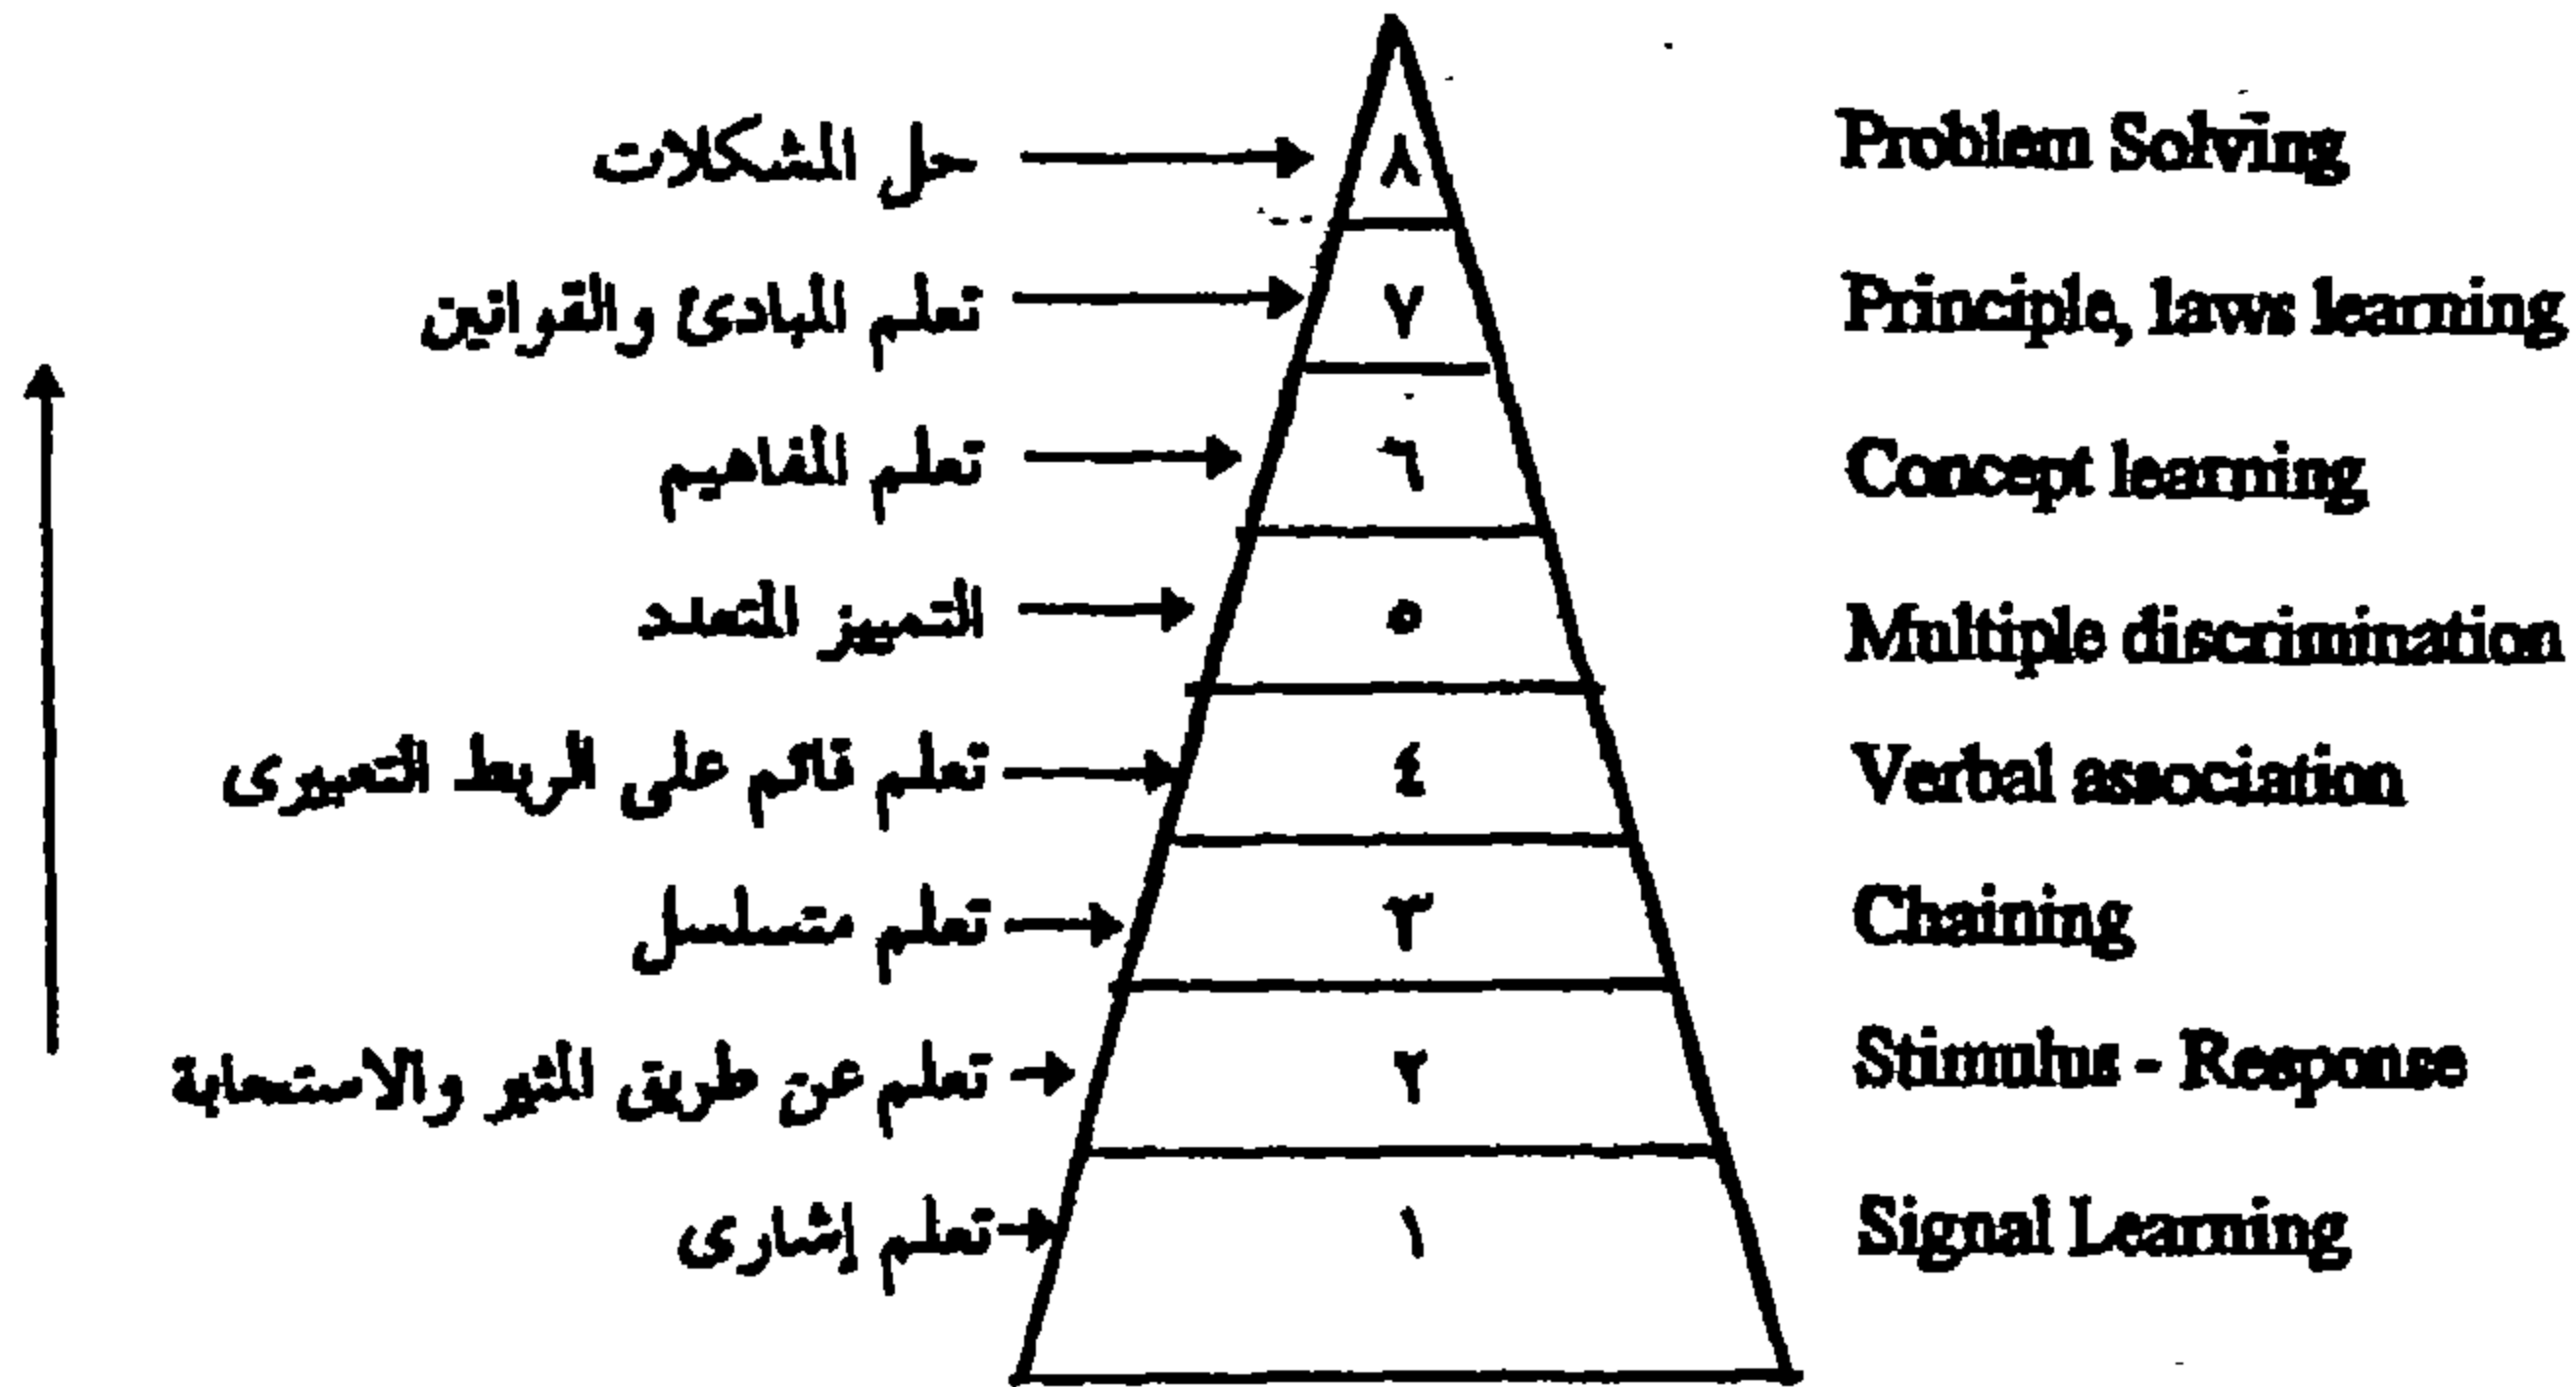 حل المشكلات ٨ Problem Solving
تعلم المبادئ والقوانين ٧ Principle, laws learning
تعلم المفاهيم ٦ Concept learning
التمييز المتعدد ٥ Multiple discrimination
تعلم قائم على الربط التعبيرى ٤ Verbal association
تعلم متسلسل ٣ Chaining
تعلم عن طريق المثير والاستجابة ٢ Stimulus - Response
تعلم إشارى ١ Signal Learning